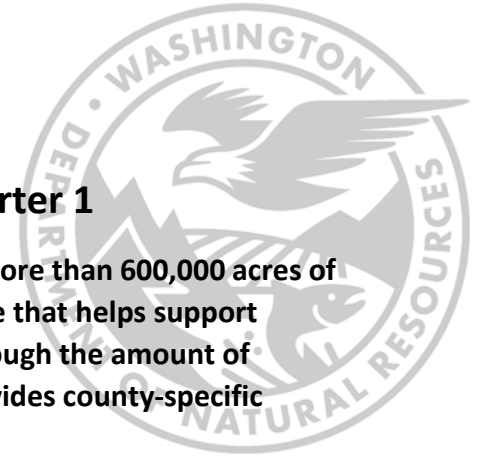 WASHINGTON
DEPARTMENT OF NATURAL RESOURCES
rter 1
ore than 600,000 acres of
e that helps support
ough the amount of
vides county-specific